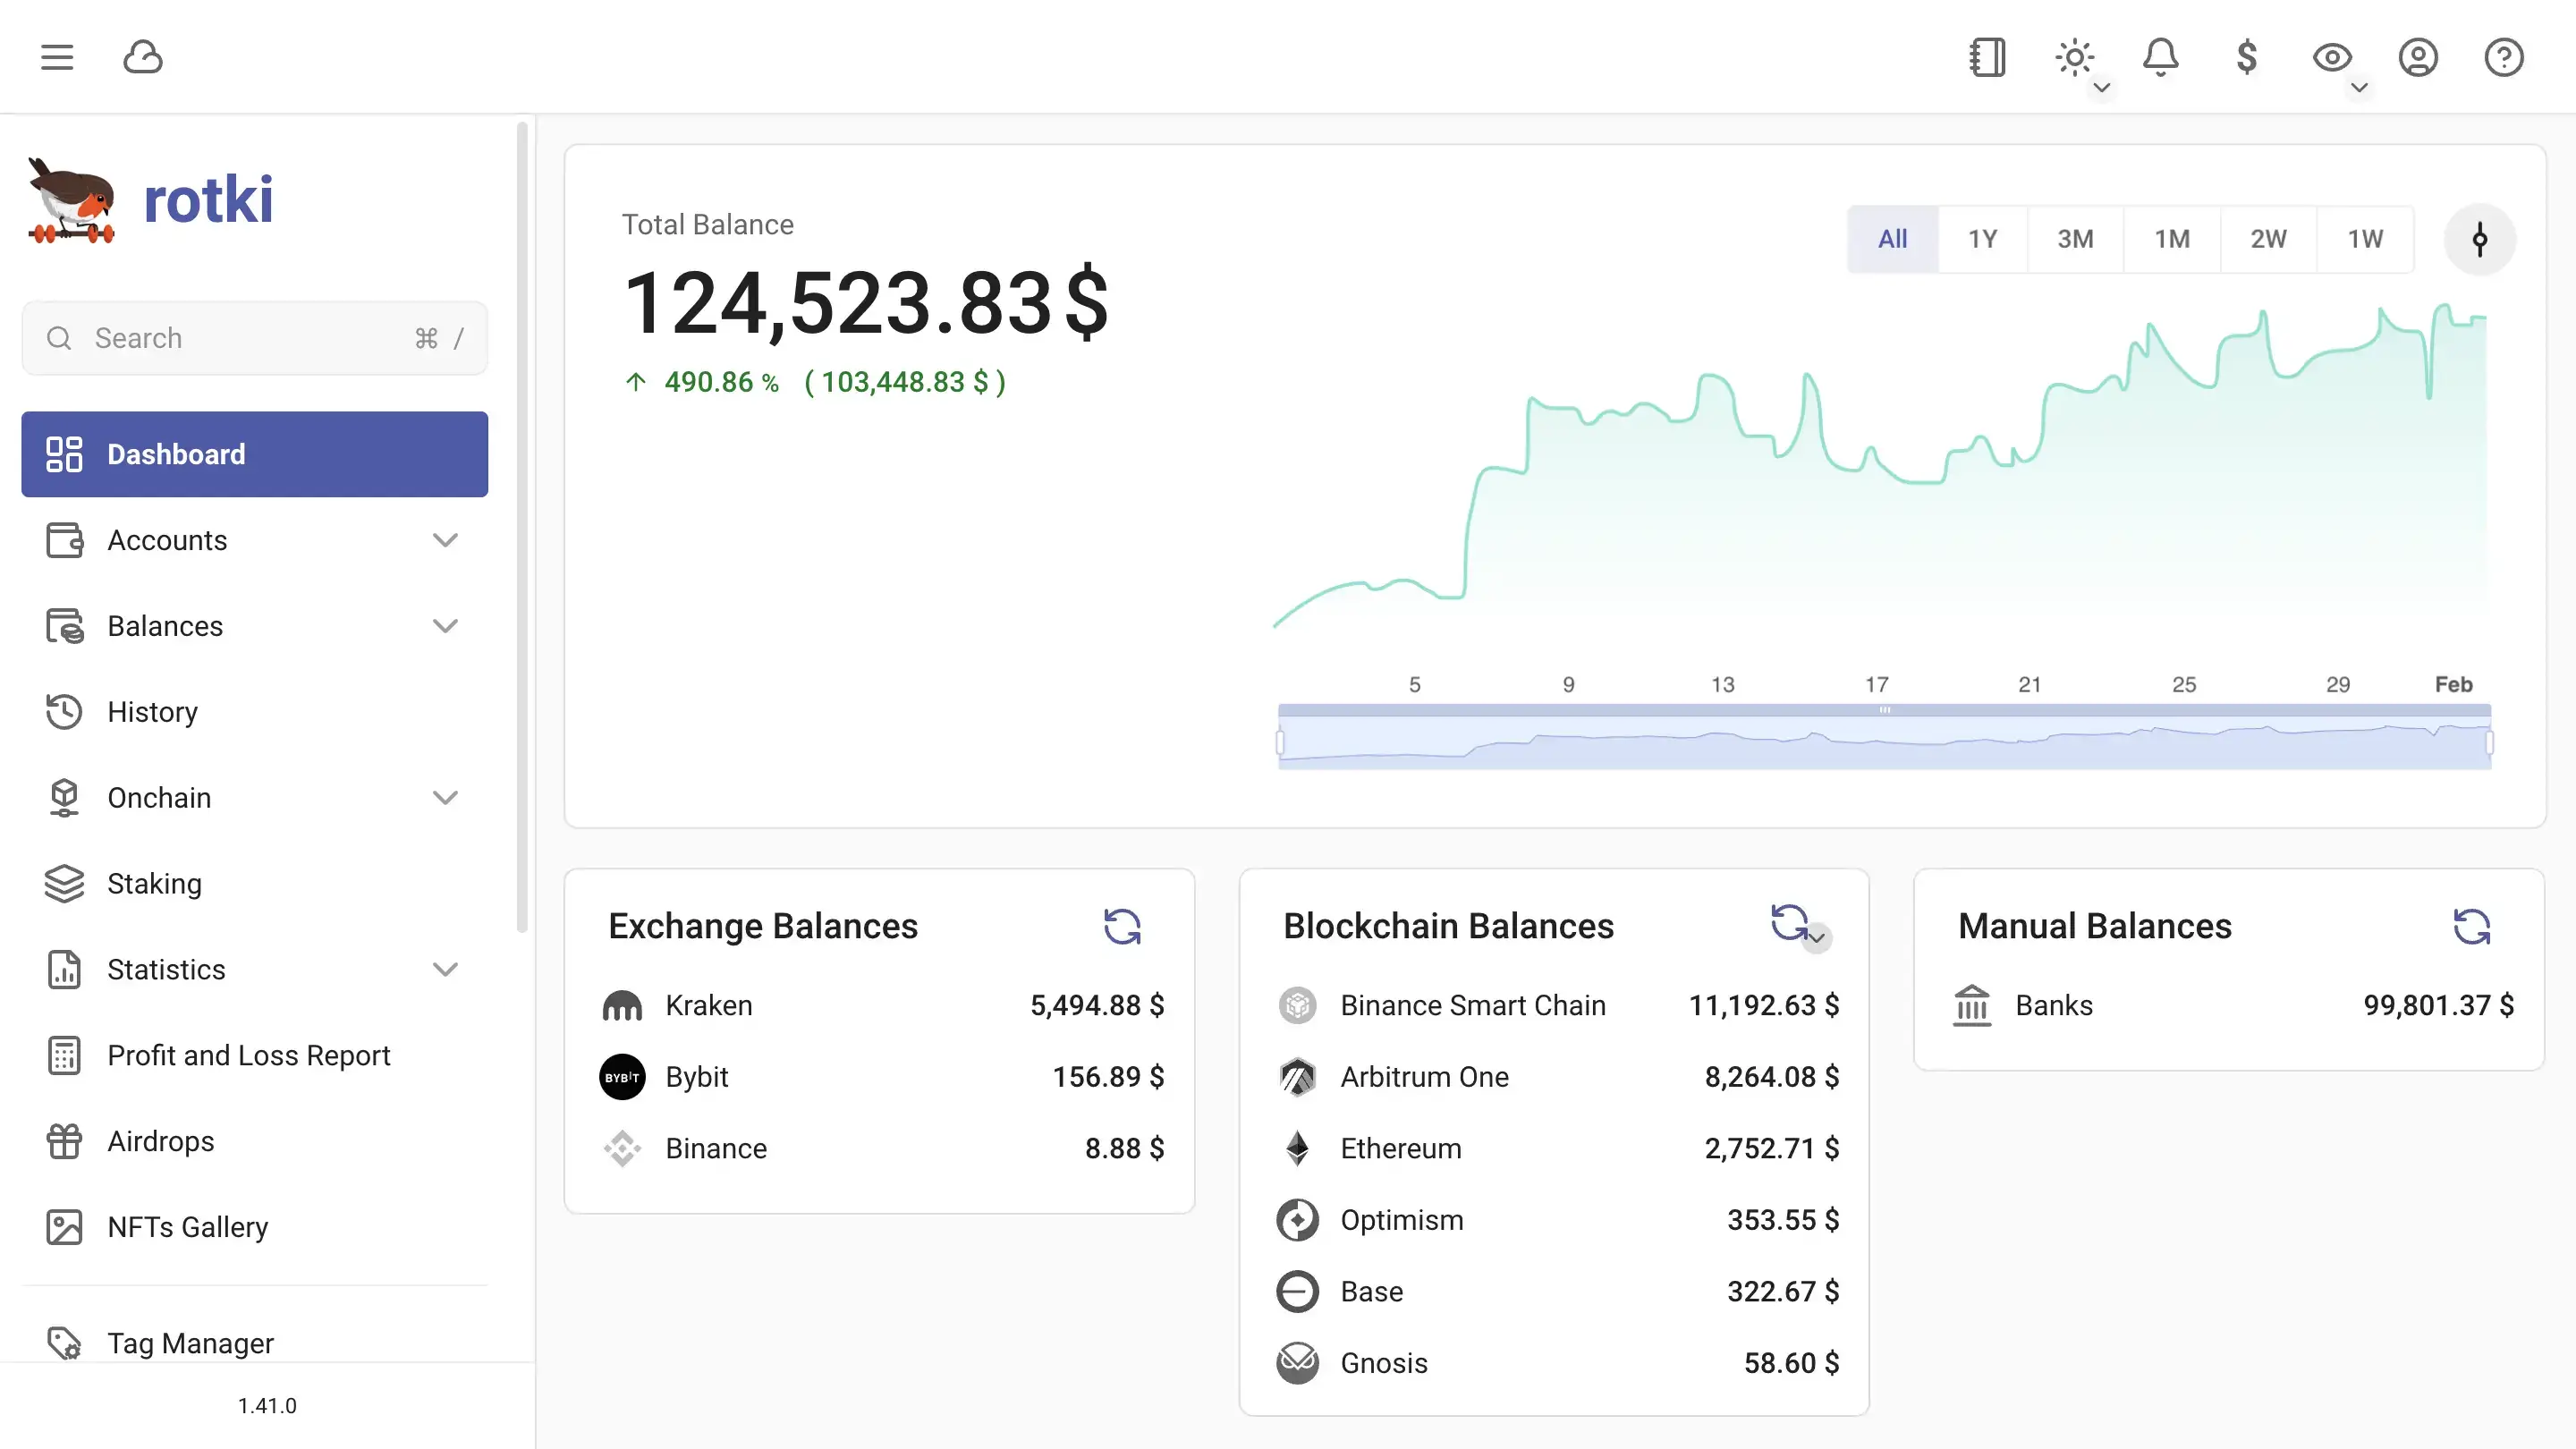 rotki
Search ⌘ /
Dashboard
Accounts
Balances
History
Onchain
Staking
Statistics
Profit and Loss Report
Airdrops
NFTs Gallery
Tag Manager
1.41.0
Total Balance
124,523.83 $
490.86 % ( 103,448.83 $ )
All 1Y 3M 1M 2W 1W
5 9 13 17 21 25 29 Feb
Exchange Balances
Kraken 5,494.88 $
BYBIT Bybit 156.89 $
Binance 8.88 $
Blockchain Balances
Binance Smart Chain 11,192.63 $
Arbitrum One 8,264.08 $
Ethereum 2,752.71 $
Optimism 353.55 $
Base 322.67 $
Gnosis 58.60 $
Manual Balances
Banks 99,801.37 $